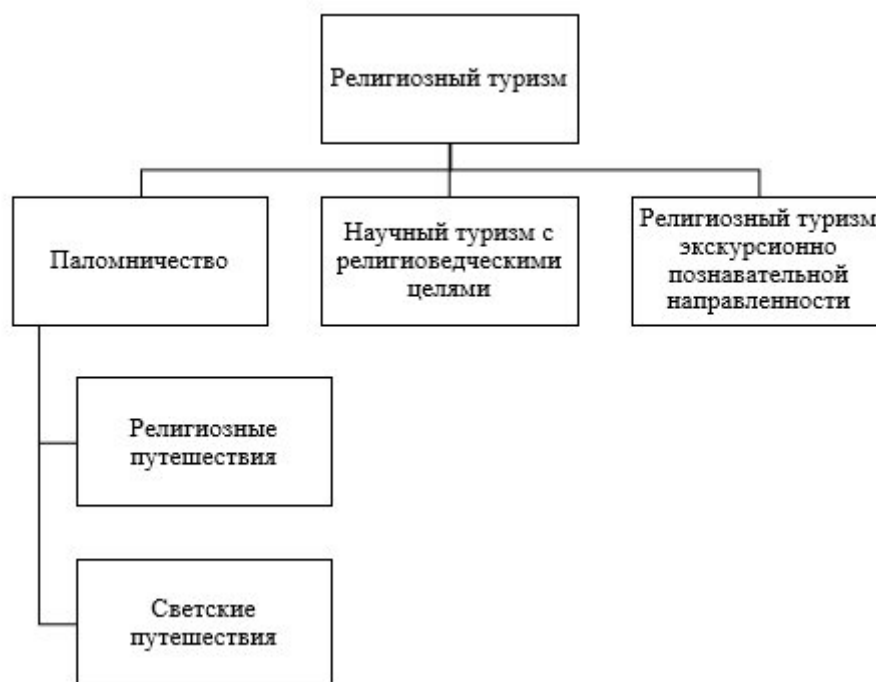 Религиозный туризм
Паломничество
Научный туризм с
религиоведческими
целями
Религиозный туризм
экскурсионно
познавательной
направленности
Религиозные
путешествия
Светские
путешествия